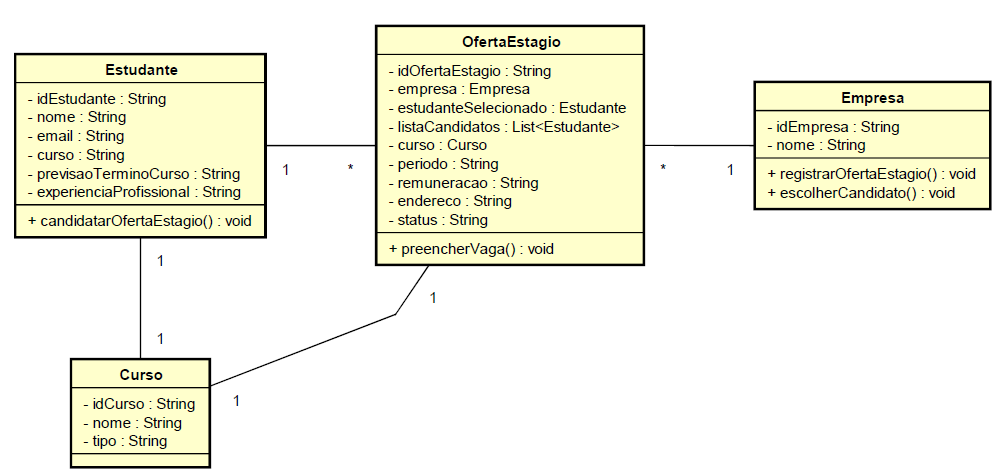 Estudante
- idEstudante : String
- nome : String
- email : String
- curso : String
- previsaoTerminoCurso : String
- experienciaProfissional : String
+ candidatarOfertaEstagio() : void
1
*
OfertaEstagio
- idOfertaEstagio : String
- empresa : Empresa
- estudanteSelecionado : Estudante
- listaCandidatos : List<Estudante>
- curso : Curso
- periodo : String
- remuneracao : String
- endereco : String
- status : String
+ preencherVaga() : void
*
1
Empresa
- idEmpresa : String
- nome : String
+ registrarOfertaEstagio() : void
+ escolherCandidato() : void
1
1
1
1
Curso
- idCurso : String
- nome : String
- tipo : String